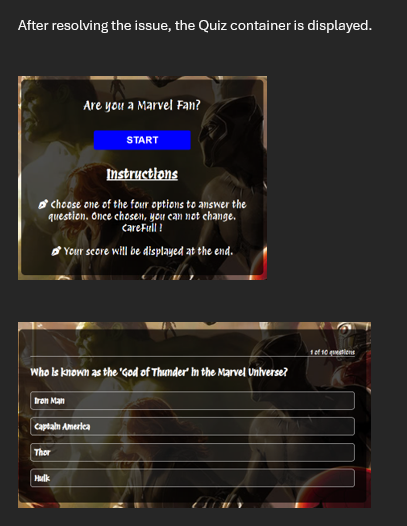 After resolving the issue, the Quiz container is displayed.
Are you a Marvel Fan?
START
Instructions
Choose one of the four options to answer the
question. Once chosen, you can not change.
CareFull !
Your score will be displayed at the end.
1 of 10 questions
Who is known as the 'God of Thunder' in the Marvel Universe?
Iron Man
Captain America
Thor
Hulk